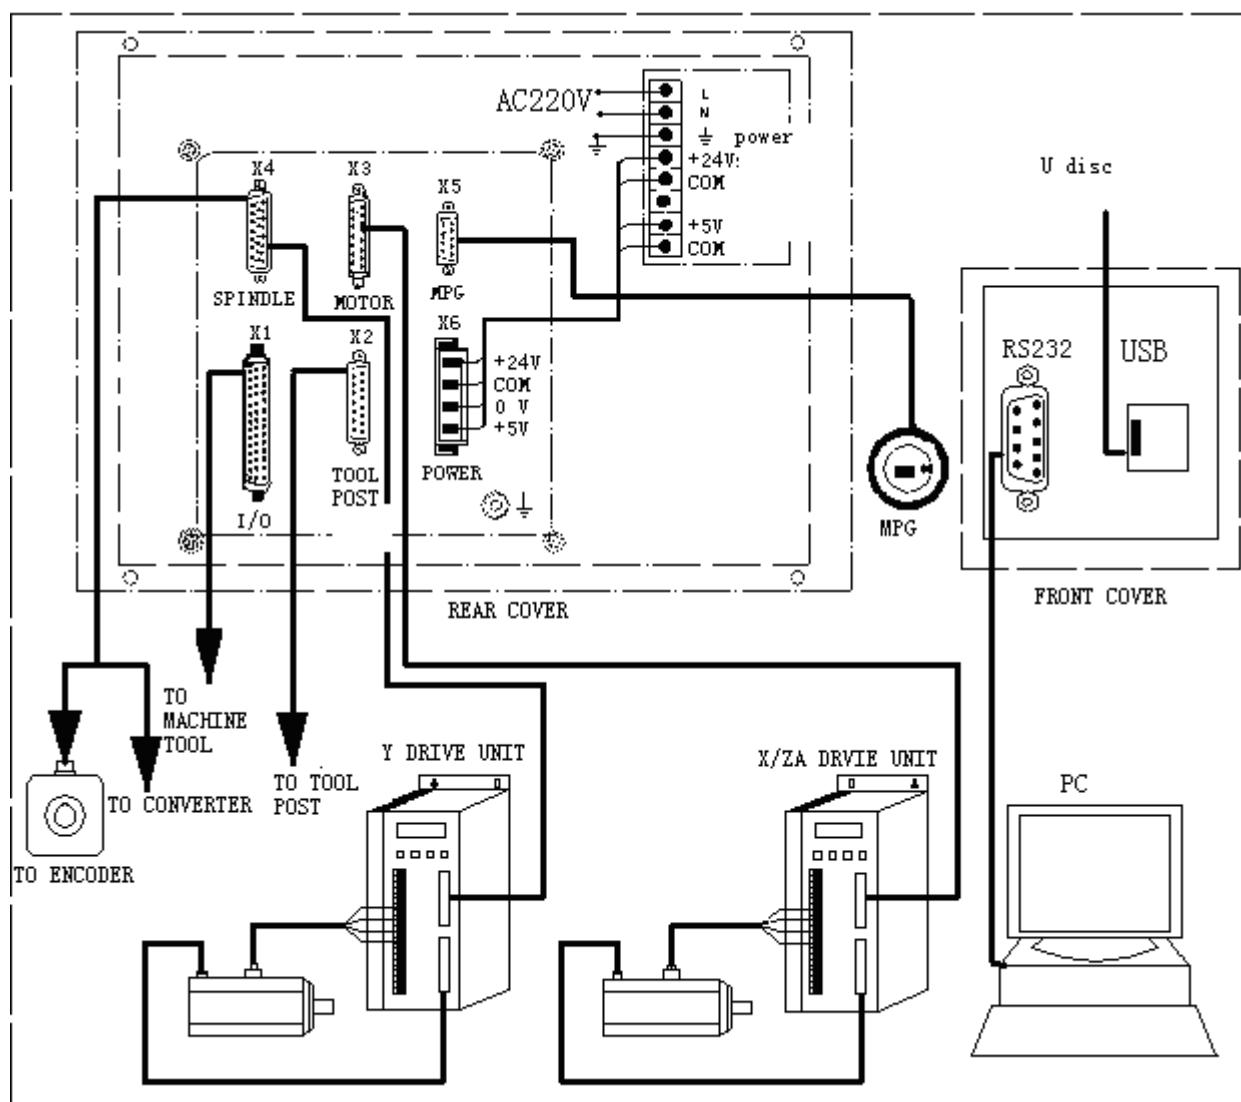 AC220V
L
N
power
+24V:
COM
+5V
COM
X4
X3
X5
SPINDLE
MOTOR
MPG
X1
X2
X6
+24V
COM
0 V
+5V
TOOL
POST
POWER
I/O
REAR COVER
MPG
U disc
RS232
USB
FRONT COVER
TO
MACHINE
TOOL
TO CONVERTER
TO ENCODER
TO TOOL
POST
Y DRIVE UNIT
X/ZA DRVIE UNIT
PC